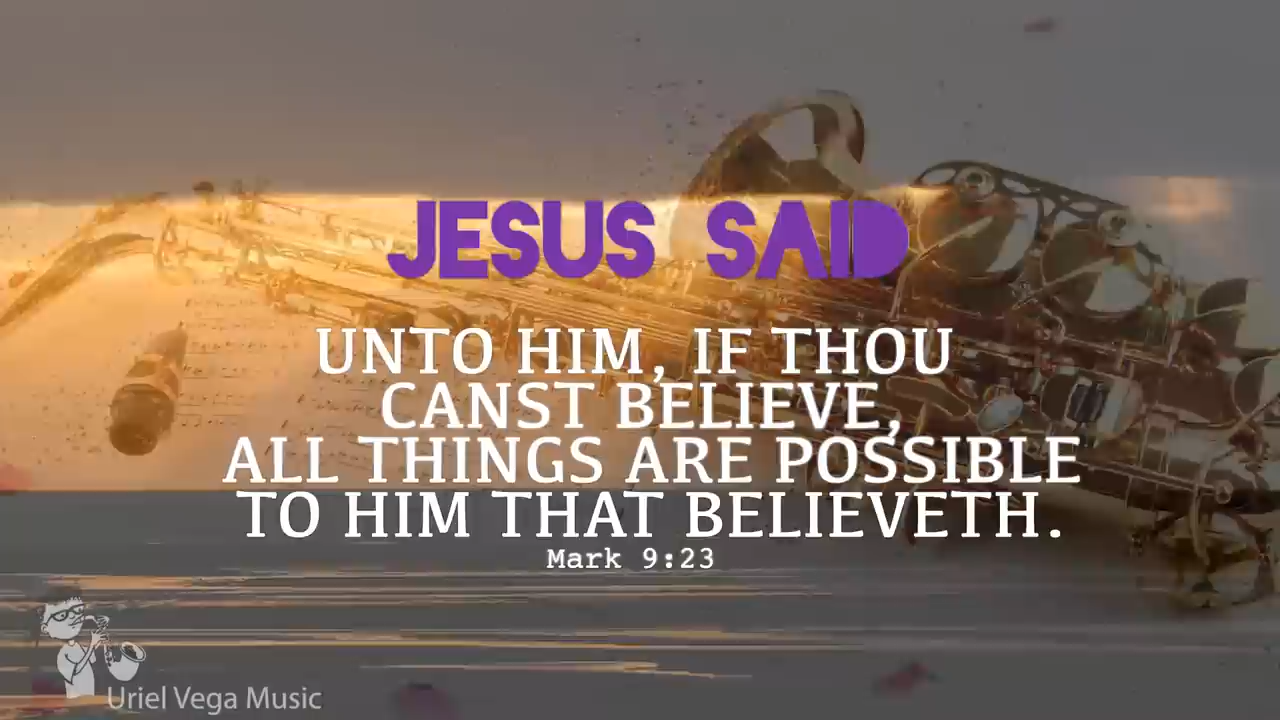 JESUS SAID
UNTO HIM, IF THOU
CANST BELIEVE,
ALL THINGS ARE POSSIBLE
TO HIM THAT BELIEVETH.
Mark 9:23
Uriel Vega Music